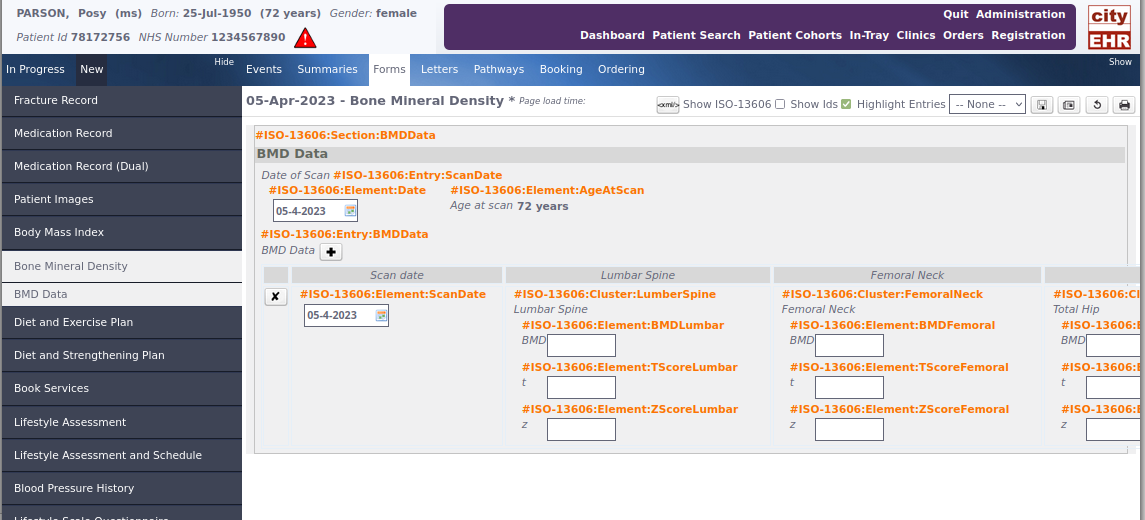 PARSON, Posy (ms) Born: 25-Jul-1950 (72 years) Gender: female
Patient Id 78172756 NHS Number 1234567890
Quit Administration
Dashboard Patient Search Patient Cohorts In-Tray Clinics Orders Registration
city
EHR
In Progress New Hide Events Summaries Forms Letters Pathways Booking Ordering Show
Fracture Record
Medication Record
Medication Record (Dual)
Patient Images
Body Mass Index
Bone Mineral Density
BMD Data
Diet and Exercise Plan
Diet and Strengthening Plan
Book Services
Lifestyle Assessment
Lifestyle Assessment and Schedule
Blood Pressure History
Lifestyle Scale Questionnaire
05-Apr-2023 - Bone Mineral Density * Page load time:
<xml/> Show ISO-13606 Show Ids Highlight Entries -- None --
#ISO-13606:Section:BMDData
BMD Data
Date of Scan #ISO-13606:Entry:ScanDate
#ISO-13606:Element:Date #ISO-13606:Element:AgeAtScan
05-4-2023 Age at scan 72 years
#ISO-13606:Entry:BMDData
BMD Data
Scan date Lumbar Spine Femoral Neck
#ISO-13606:Element:ScanDate #ISO-13606:Cluster:LumberSpine #ISO-13606:Cluster:FemoralNeck #ISO-13606:Cl
05-4-2023 Lumbar Spine Femoral Neck Total Hip
#ISO-13606:Element:BMDLumbar #ISO-13606:Element:BMDFemoral #ISO-13606:E
BMD BMD BMD
#ISO-13606:Element:TScoreLumbar #ISO-13606:Element:TScoreFemoral #ISO-13606:E
t t t
#ISO-13606:Element:ZScoreLumbar #ISO-13606:Element:ZScoreFemoral #ISO-13606:E
z z z